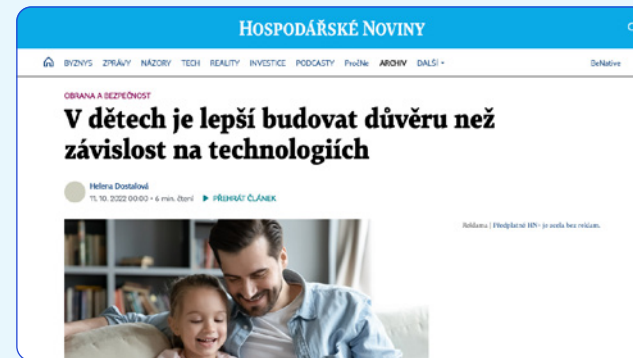 HOSPODÁŘSKÉ NOVINY
BYZNYS ZPRÁVY NÁZORY TECH REALITY INVESTICE PODCASTY PročNe ARCHIV DALŠÍ BeNative
OBRANA A BEZPEČNOST
V dětech je lepší budovat důvěru než
závislost na technologiích
Helena Dostalová
11. 10. 2022 00:00 • 6 min. čtení ▶ PŘEHRÁT ČLÁNEK
Reklama | Předplatné HN+ je zcela bez reklam.